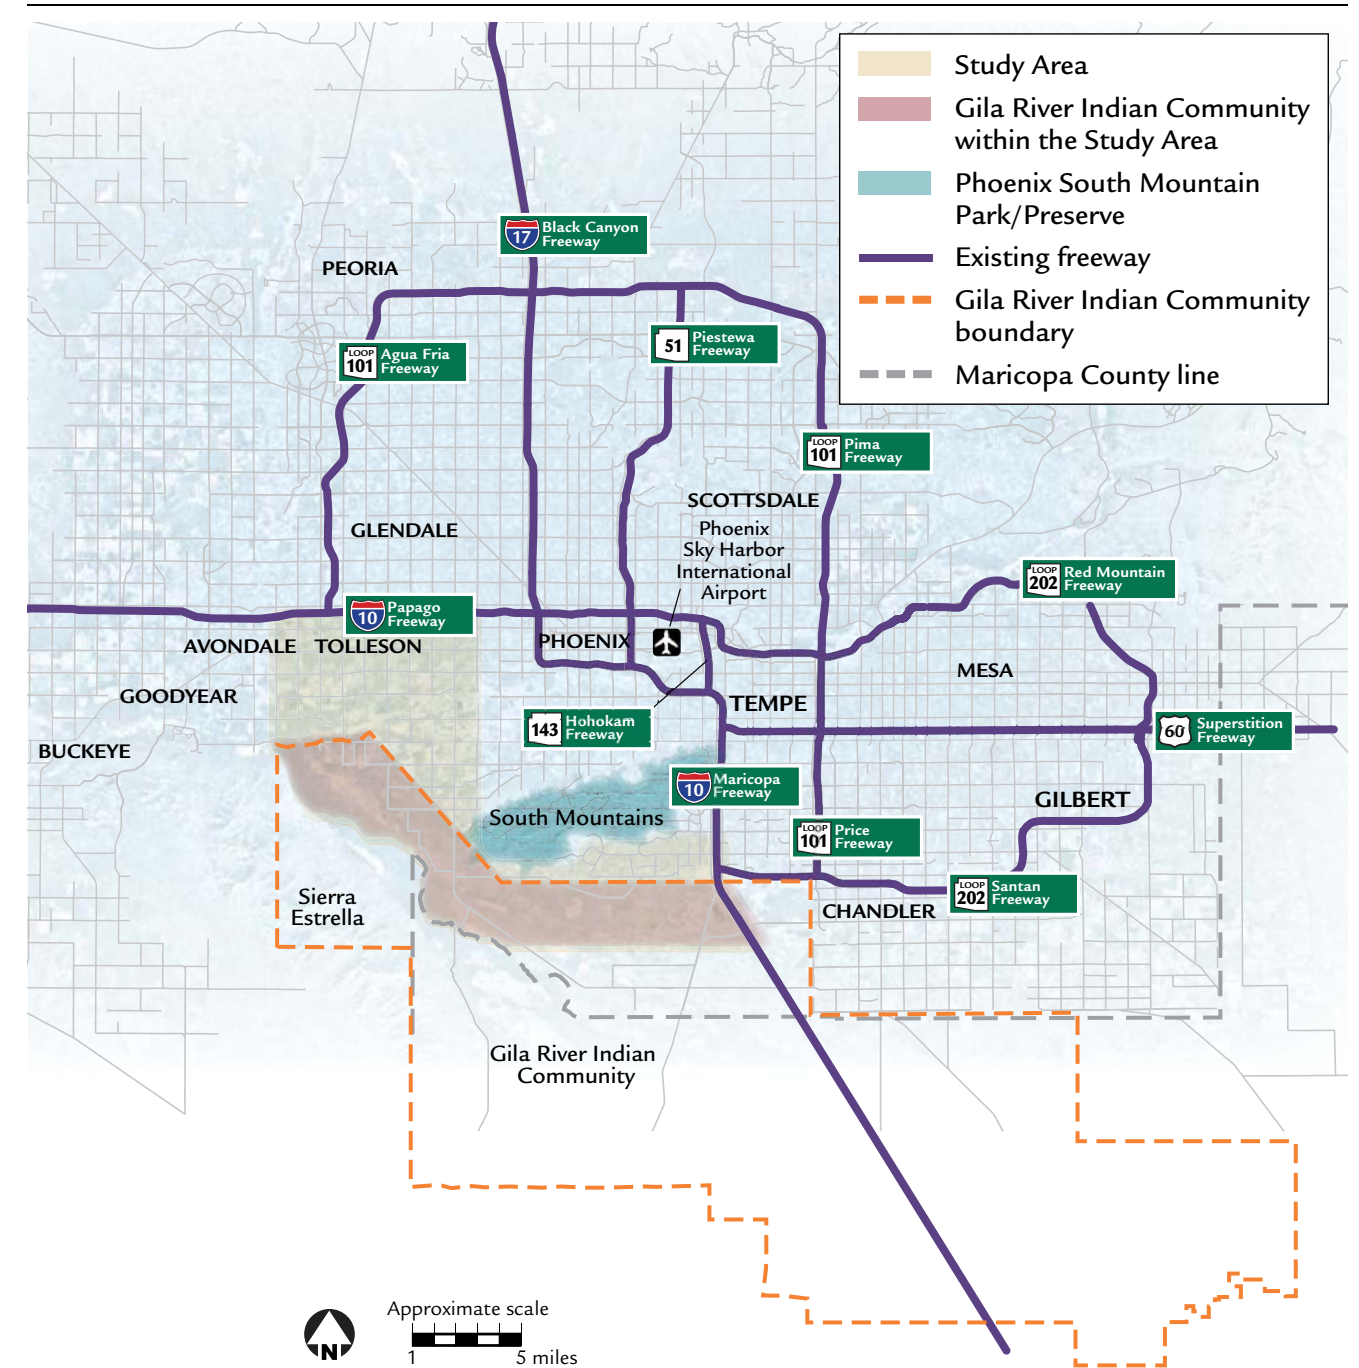 Study Area
Gila River Indian Community
within the Study Area
Phoenix South Mountain
Park/Preserve
Existing freeway
Gila River Indian Community
boundary
Maricopa County line
17
Black Canyon
Freeway
PEORIA
LOOP
101
Agua Fria
Freeway
51
Piestewa
Freeway
LOOP
101
Pima
Freeway
SCOTTSDALE
GLENDALE
Phoenix
Sky Harbor
International
Airport
LOOP
202
Red Mountain
Freeway
10
Papago
Freeway
AVONDALE
TOLLESON
PHOENIX
MESA
GOODYEAR
TEMPE
143
Hohokam
Freeway
60
Superstition
Freeway
BUCKEYE
10
Maricopa
Freeway
GILBERT
South Mountains
LOOP
101
Price
Freeway
Sierra
Estrella
LOOP
202
Santan
Freeway
CHANDLER
Gila River Indian
Community
N
Approximate scale
1
5 miles